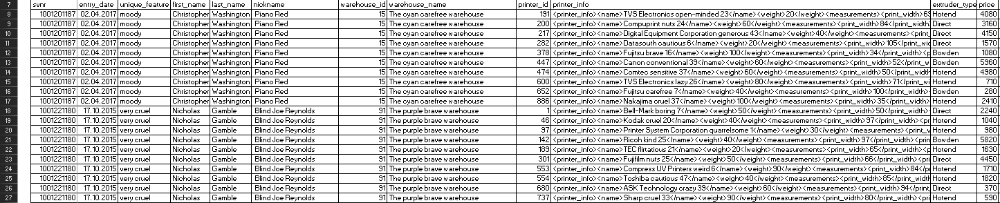 7 svnr entry_date unique_feature first_name last_name nickname warehouse_id warehouse_name printer_id printer_info extruder_type price
8 1001201187 02.04.2017 moody Christopher Washington Piano Red 15 The cyan carefree warehouse 191 <printer_info><name>TVS Electronics open-minded 23</name><weight>20</weight><measurements><print_width>65 Hotend 4080
9 1001201187 02.04.2017 moody Christopher Washington Piano Red 15 The cyan carefree warehouse 200 <printer_info><name>Compuprint nuts 24</name><weight>60</weight><measurements><print_width>84</print_wi Direct 3160
10 1001201187 02.04.2017 moody Christopher Washington Piano Red 15 The cyan carefree warehouse 217 <printer_info><name>Digital Equipment Corporation generous 43</name><weight>40</weight><measurements><print_ Hotend 4150
11 1001201187 02.04.2017 moody Christopher Washington Piano Red 15 The cyan carefree warehouse 282 <printer_info><name>Datasouth cautious 6</name><weight>20</weight><measurements><print_width>105</print_w Direct 1570
12 1001201187 02.04.2017 moody Christopher Washington Piano Red 15 The cyan carefree warehouse 378 <printer_info><name>Fujitsu brave 16</name><weight>100</weight><measurements><print_width>34</print_width Bowden 1080
13 1001201187 02.04.2017 moody Christopher Washington Piano Red 15 The cyan carefree warehouse 447 <printer_info><name>Canon conventional 39</name><weight>60</weight><measurements><print_width>52</print_ Bowden 5960
14 1001201187 02.04.2017 moody Christopher Washington Piano Red 15 The cyan carefree warehouse 474 <printer_info><name>Comtec sensitive 37</name><weight>60</weight><measurements><print_width>50</print_wi Hotend 4980
15 1001201187 02.04.2017 moody Christopher Washington Piano Red 15 The cyan carefree warehouse 600 <printer_info><name>TVS Electronics lazy 26</name><weight>80</weight><measurements><print_width>71</print_ Hotend 710
16 1001201187 02.04.2017 moody Christopher Washington Piano Red 15 The cyan carefree warehouse 652 <printer_info><name>Fujitsu carefree 7</name><weight>40</weight><measurements><print_width>100</print_wid Bowden 280
17 1001201187 02.04.2017 moody Christopher Washington Piano Red 15 The cyan carefree warehouse 886 <printer_info><name>Nakajima cruel 37</name><weight>100</weight><measurements><print_width>35</print_wid Hotend 2410
18 1001221180 17.10.2015 very cruel Nicholas Gamble Blind Joe Reynolds 91 The purple brave warehouse 1 <printer_info><name>Bell-Mark boring 7</name><weight>50</weight><measurements><print_width>50</print_wid Direct 2240
19 1001221180 17.10.2015 very cruel Nicholas Gamble Blind Joe Reynolds 91 The purple brave warehouse 46 <printer_info><name>Kodak cruel 20</name><weight>40</weight><measurements><print_width>97</print_width> Hotend 1040
20 1001221180 17.10.2015 very cruel Nicholas Gamble Blind Joe Reynolds 91 The purple brave warehouse 97 <printer_info><name>Printer System Corporation quarrelsome 1</name><weight>30</weight><measurements><print_w Hotend 980
21 1001221180 17.10.2015 very cruel Nicholas Gamble Blind Joe Reynolds 91 The purple brave warehouse 142 <printer_info><name>Ricoh kind 25</name><weight>40</weight><measurements><print_width>97</print_width><p Bowden 5820
22 1001221180 17.10.2015 very cruel Nicholas Gamble Blind Joe Reynolds 91 The purple brave warehouse 189 <printer_info><name>TEC flirtatious 21</name><weight>20</weight><measurements><print_width>65</print_width><p Hotend 1630
23 1001221180 17.10.2015 very cruel Nicholas Gamble Blind Joe Reynolds 91 The purple brave warehouse 301 <printer_info><name>Fujifilm nuts 25</name><weight>50</weight><measurements><print_width>66</print_width>< Direct 4450
24 1001221180 17.10.2015 very cruel Nicholas Gamble Blind Joe Reynolds 91 The purple brave warehouse 553 <printer_info><name>Compress UV Printers weird 6</name><weight>90</weight><measurements><print_width>84</p Hotend 1710
25 1001221180 17.10.2015 very cruel Nicholas Gamble Blind Joe Reynolds 91 The purple brave warehouse 554 <printer_info><name>Toshiba cautious 47</name><weight>40</weight><measurements><print_width>40</print_wi Hotend 1820
26 1001221180 17.10.2015 very cruel Nicholas Gamble Blind Joe Reynolds 91 The purple brave warehouse 680 <printer_info><name>ASK Technology crazy 39</name><weight>60</weight><measurements><print_width>94</print_ Direct 370
27 1001221180 17.10.2015 very cruel Nicholas Gamble Blind Joe Reynolds 91 The purple brave warehouse 737 <printer_info><name>Sharp cruel 33</name><weight>90</weight><measurements><print_width>80</print_width>< Hotend 590